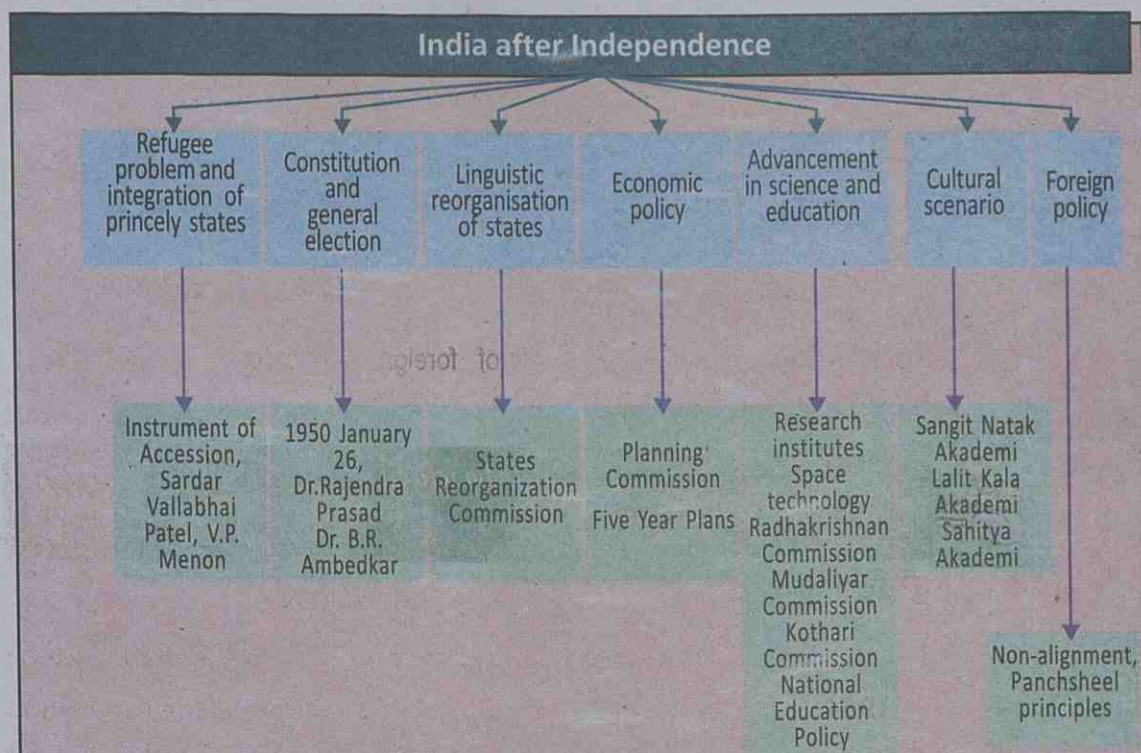 India after Independence
Refugee
problem and
integration of
princely states
Constitution
and
general
election
Linguistic
reorganisation
of states
Economic
policy
Advancement
in science and
education
Cultural
scenario
Foreign
policy
of foreign
Instrument of
Accession,
Sardar
Vallabhai
Patel, V.P.
Menon
1950 January
26,
Dr.Rajendra
Prasad
Dr. B.R.
Ambedkar
States
Reorganization
Commission
Planning
Commission
Five Year Plans
Research
institutes
Space
technology
Radhakrishnan
Commission
Mudaliyar
Commission
Kothari
Commission
National
Education
Policy
Sangit Natak
Akademi
Lalit Kala
Akademi
Sahitya
Akademi
Non-alignment,
Panchsheel
principles